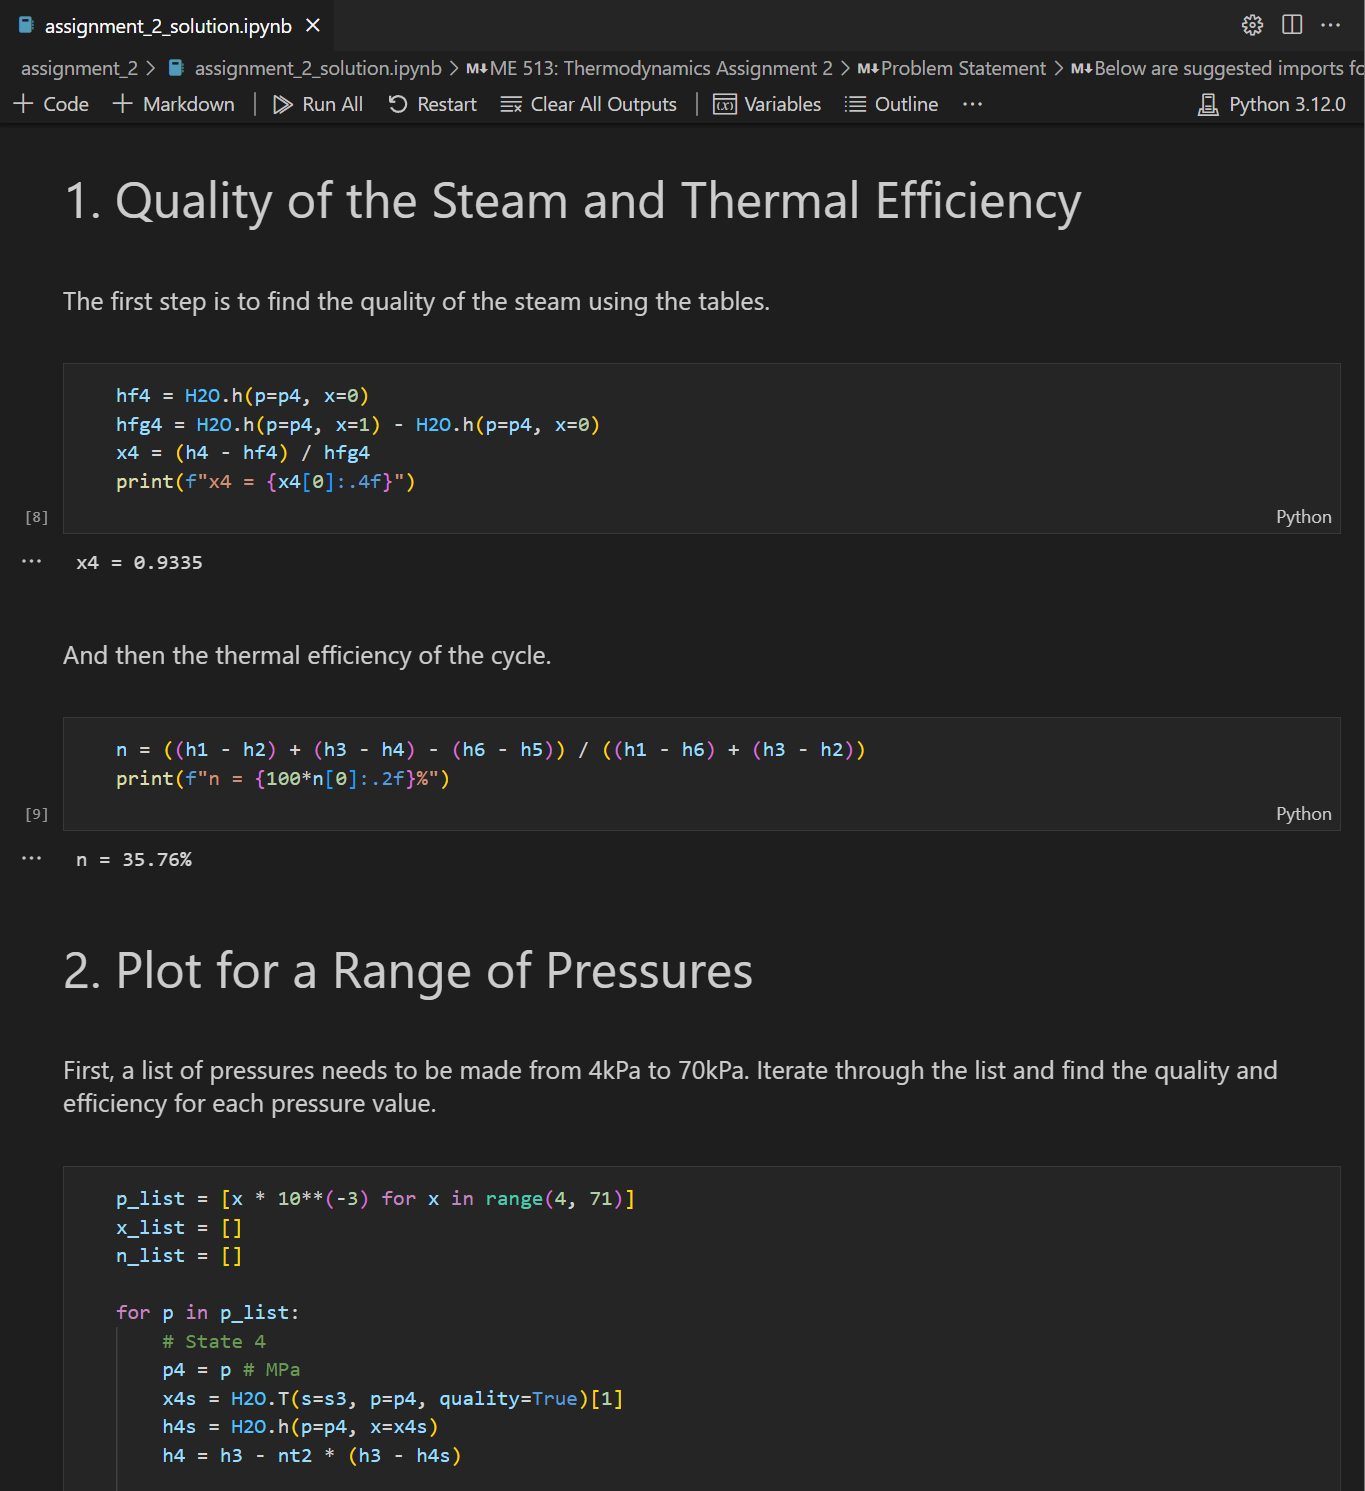 assignment_2_solution.ipynb
assignment_2 > assignment_2_solution.ipynb > M↓ME 513: Thermodynamics Assignment 2 > M↓Problem Statement > M↓Below are suggested imports fo
+ Code + Markdown | Run All Restart Clear All Outputs | Variables Outline ··· Python 3.12.0
1. Quality of the Steam and Thermal Efficiency
The first step is to find the quality of the steam using the tables.
hf4 = H2O.h(p=p4, x=0)
hfg4 = H2O.h(p=p4, x=1) - H2O.h(p=p4, x=0)
x4 = (h4 - hf4) / hfg4
print(f"x4 = {x4[0]:.4f}")
[8] Python
··· x4 = 0.9335
And then the thermal efficiency of the cycle.
n = ((h1 - h2) + (h3 - h4) - (h6 - h5)) / ((h1 - h6) + (h3 - h2))
print(f"n = {100*n[0]:.2f}%")
[9] Python
··· n = 35.76%
2. Plot for a Range of Pressures
First, a list of pressures needs to be made from 4kPa to 70kPa. Iterate through the list and find the quality and
efficiency for each pressure value.
p_list = [x * 10**(-3) for x in range(4, 71)]
x_list = []
n_list = []
for p in p_list:
    # State 4
    p4 = p # MPa
    x4s = H2O.T(s=s3, p=p4, quality=True)[1]
    h4s = H2O.h(p=p4, x=x4s)
    h4 = h3 - nt2 * (h3 - h4s)